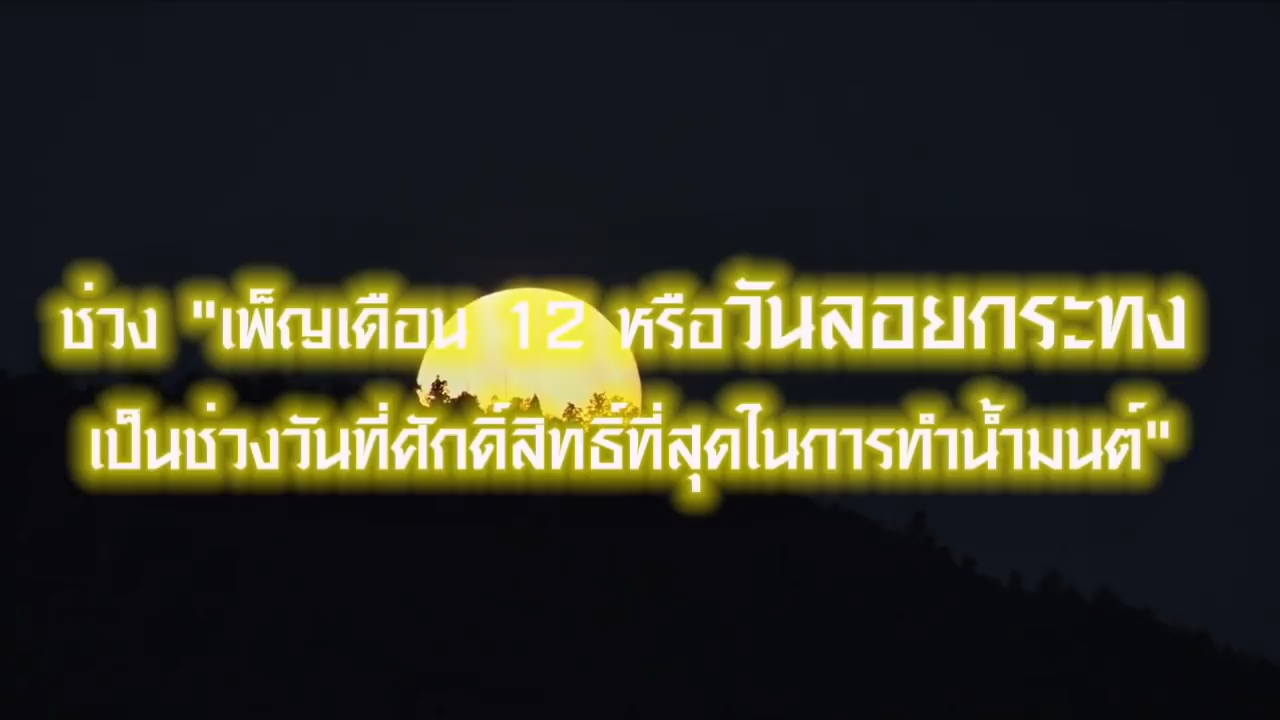 ช่วง "เพ็ญเดือน 12 หรือวันลอยกระทง
เป็นช่วงวันที่ศักดิ์สิทธิ์ที่สุดในการทำน้ำมนต์"